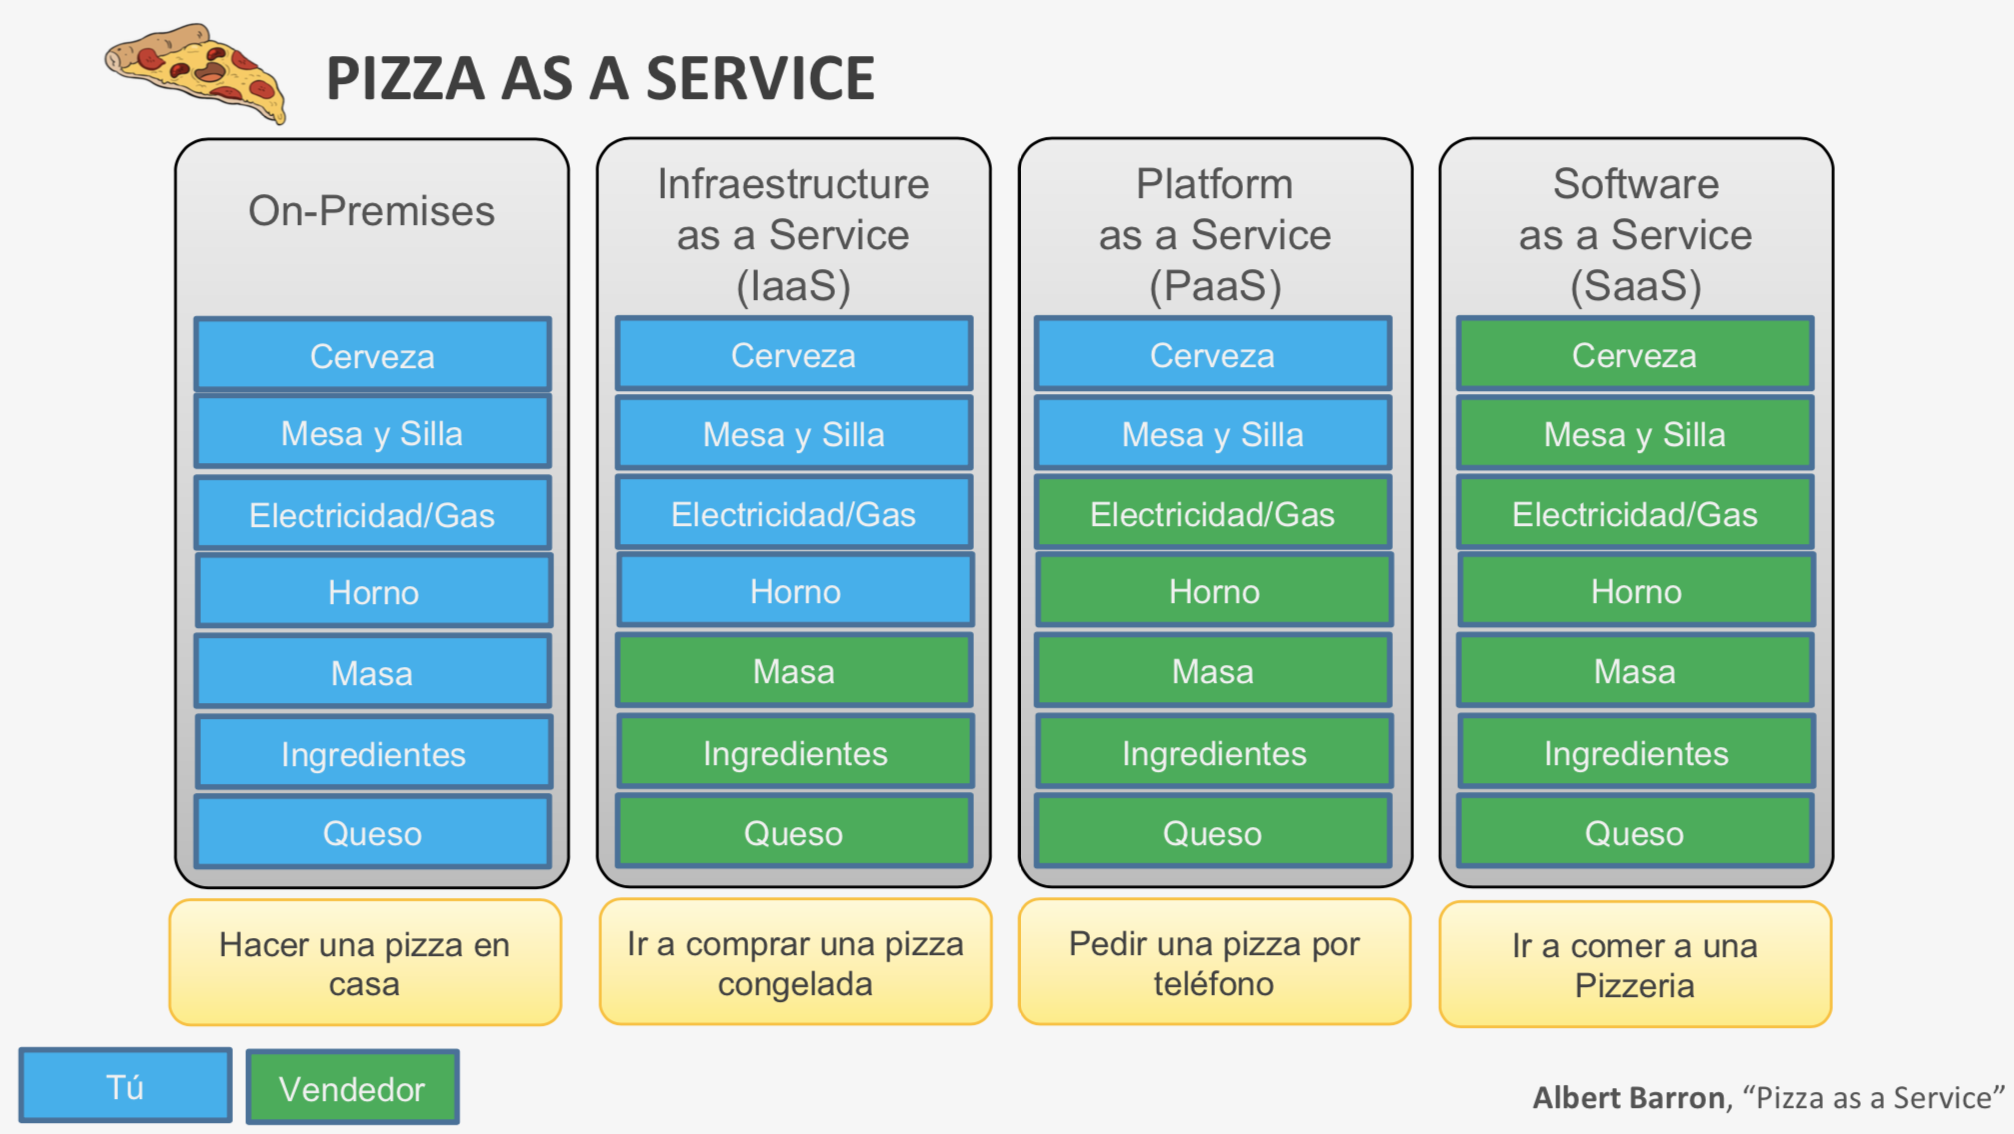 PIZZA AS A SERVICE
On-Premises
Cerveza
Mesa y Silla
Electricidad/Gas
Horno
Masa
Ingredientes
Queso
Hacer una pizza en
casa
Infraestructure
as a Service
(IaaS)
Cerveza
Mesa y Silla
Electricidad/Gas
Horno
Masa
Ingredientes
Queso
Ir a comprar una pizza
congelada
Platform
as a Service
(PaaS)
Cerveza
Mesa y Silla
Electricidad/Gas
Horno
Masa
Ingredientes
Queso
Pedir una pizza por
teléfono
Software
as a Service
(SaaS)
Cerveza
Mesa y Silla
Electricidad/Gas
Horno
Masa
Ingredientes
Queso
Ir a comer a una
Pizzeria
Tú
Vendedor
Albert Barron, “Pizza as a Service”